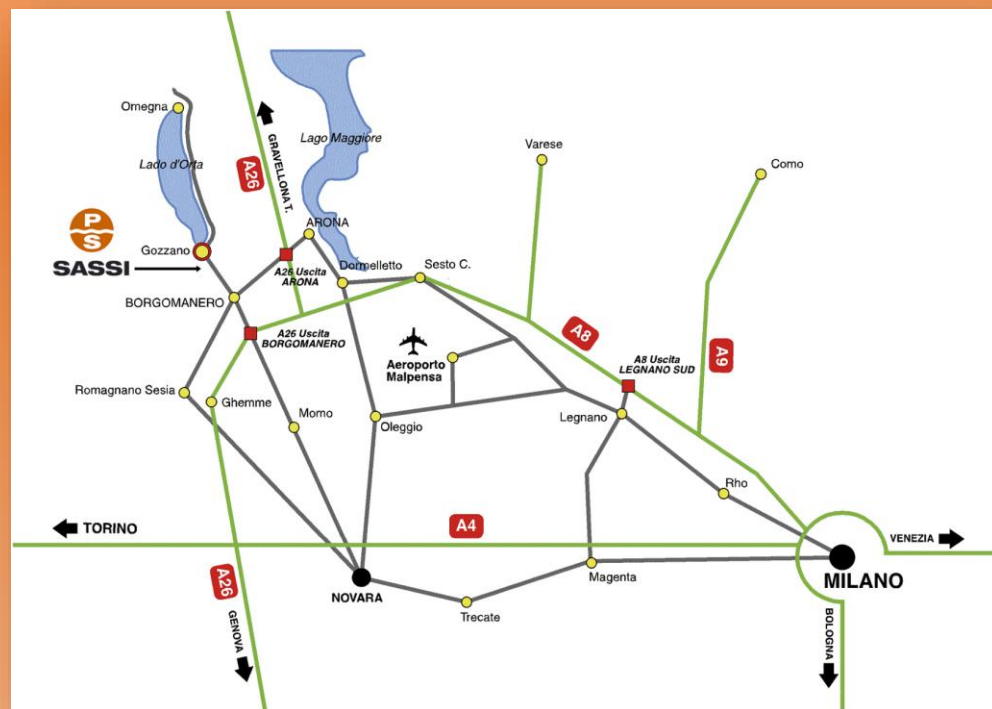 Omegna
Lado d'Orta
Lago Maggiore
A26
GRAVELLONA T.
Varese
Como
P
S
SASSI
Gozzano
ARONA
A26 Uscita
ARONA
Dormelletto
Sesto C.
BORGOMANERO
A26 Uscita
BORGOMANERO
Aeroporto
Malpensa
A8
A8 Uscita
LEGNANO SUD
A9
Romagnano Sesia
Ghemme
Momo
Oleggio
Legnano
Rho
TORINO
A4
VENEZIA
A26
GENOVA
NOVARA
Trecate
Magenta
MILANO
BOLOGNA